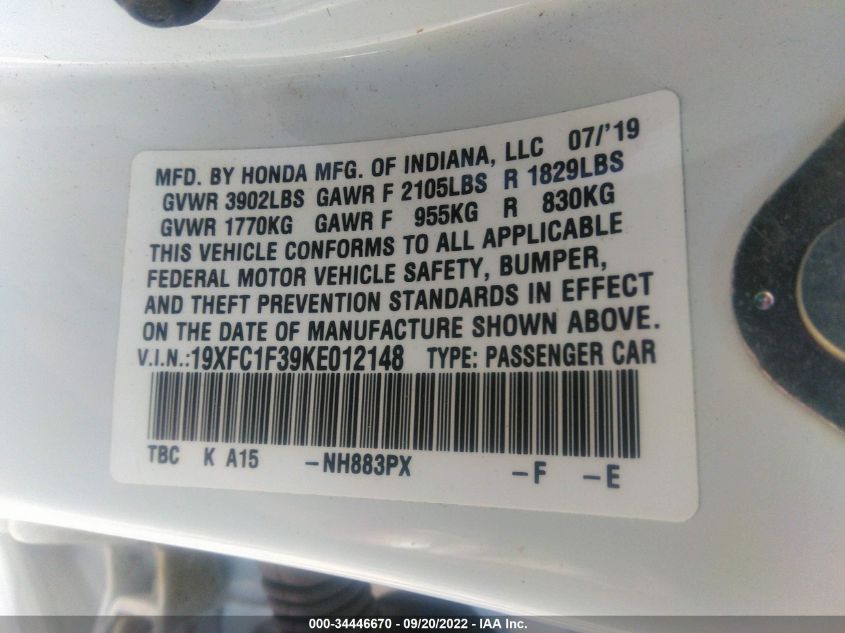 MFD. BY HONDA MFG. OF INDIANA, LLC 07/'19
GVWR 3902LBS GAWR F 2105LBS R 1829LBS
GVWR 1770KG GAWR F 955KG R 830KG
THIS VEHICLE CONFORMS TO ALL APPLICABLE
FEDERAL MOTOR VEHICLE SAFETY, BUMPER,
AND THEFT PREVENTION STANDARDS IN EFFECT
ON THE DATE OF MANUFACTURE SHOWN ABOVE.
V.I.N.:19XFC1F39KE012148 TYPE: PASSENGER CAR
TBC K A15 -NH883PX -F -E
000-34446670 / 09/20/2022 - IAA Inc.